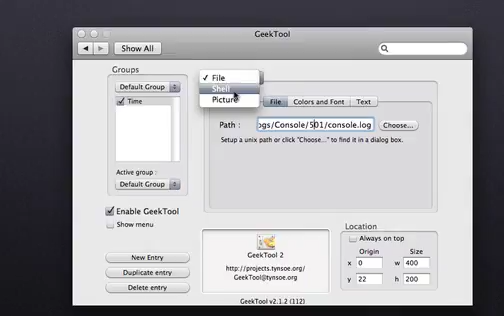 GeekTool
Show All
Groups
Default Group
Time
Active group :
Default Group
Enable GeekTool
Show menu
New Entry
Duplicate entry
Delete entry
File
Shell
Picture
File
Colors and Font
Text
Path :
ogs/Console/501/console.log
Choose...
Setup a unix path or click "Choose..." to find it in a dialog box.
GeekTool 2
http://projects.tynsoe.org/
GeekTool@tynsoe.org
GeekTool v2.1.2 (112)
Location
Always on top
Origin Size
x 0 w 400
y 22 h 200